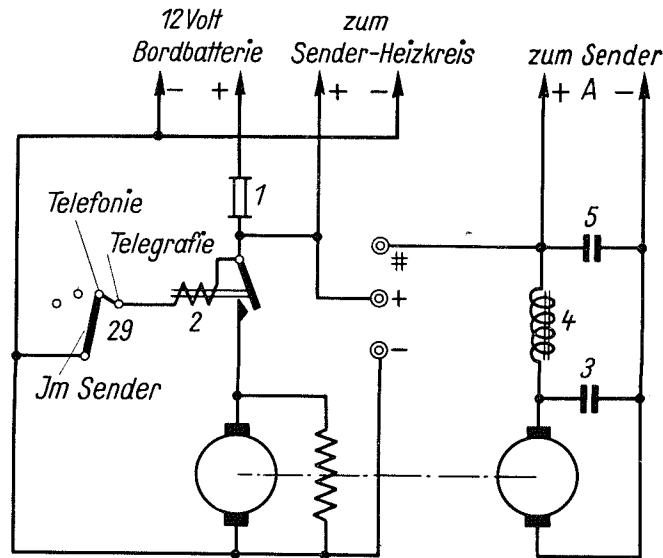 12 Volt
Bordbatterie
- +
zum
Sender-Heizkreis
+ -
zum Sender
+ A -
1
Telefonie
Telegrafie
29
2
Jm Sender
#
+
-
5
4
3